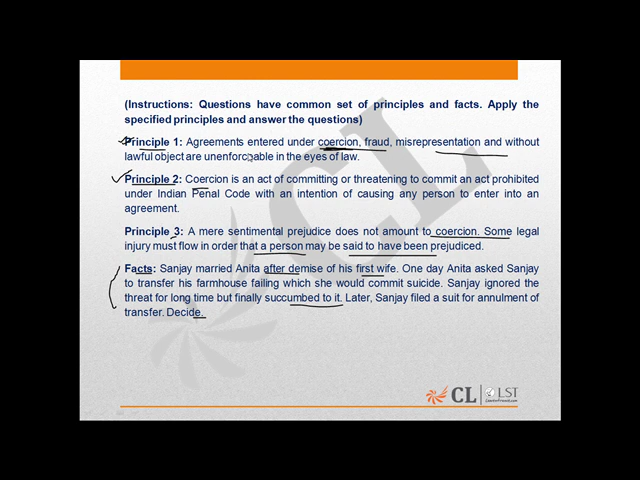 (Instructions: Questions have common set of principles and facts. Apply the
specified principles and answer the questions)
Principle 1: Agreements entered under coercion, fraud, misrepresentation and without
lawful object are unenforceable in the eyes of law.
Principle 2: Coercion is an act of committing or threatening to commit an act prohibited
under Indian Penal Code with an intention of causing any person to enter into an
agreement.
Principle 3: A mere sentimental prejudice does not amount to coercion. Some legal
injury must flow in order that a person may be said to have been prejudiced.
Facts: Sanjay married Anita after demise of his first wife. One day Anita asked Sanjay
to transfer his farmhouse failing which she would commit suicide. Sanjay ignored the
threat for long time but finally succumbed to it. Later, Sanjay filed a suit for annulment of
transfer. Decide.
CL
CL LST